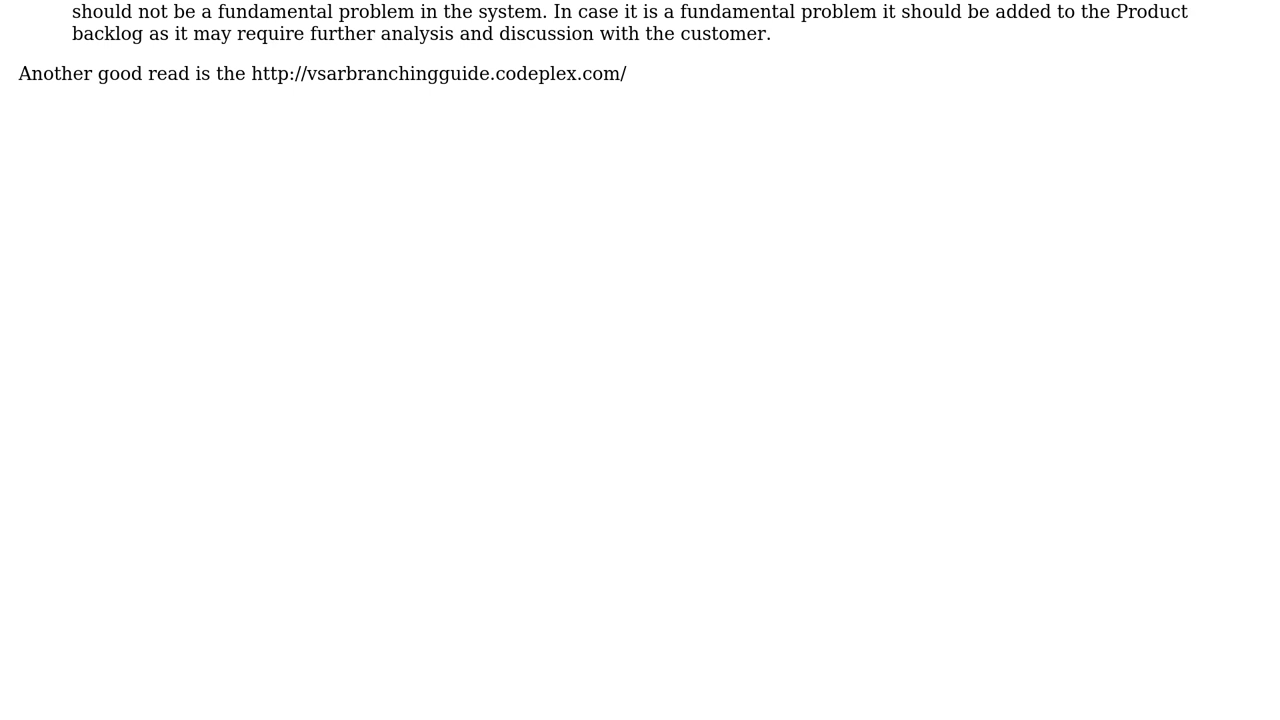 should not be a fundamental problem in the system. In case it is a fundamental problem it should be added to the Product
backlog as it may require further analysis and discussion with the customer.
Another good read is the http://vsarbranchingguide.codeplex.com/